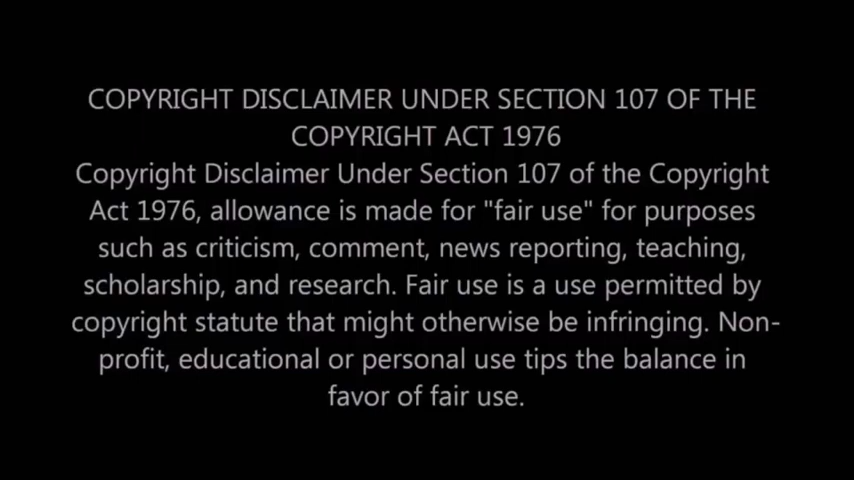 COPYRIGHT DISCLAIMER UNDER SECTION 107 OF THE
COPYRIGHT ACT 1976
Copyright Disclaimer Under Section 107 of the Copyright
Act 1976, allowance is made for "fair use" for purposes
such as criticism, comment, news reporting, teaching,
scholarship, and research. Fair use is a use permitted by
copyright statute that might otherwise be infringing. Non-
profit, educational or personal use tips the balance in
favor of fair use.